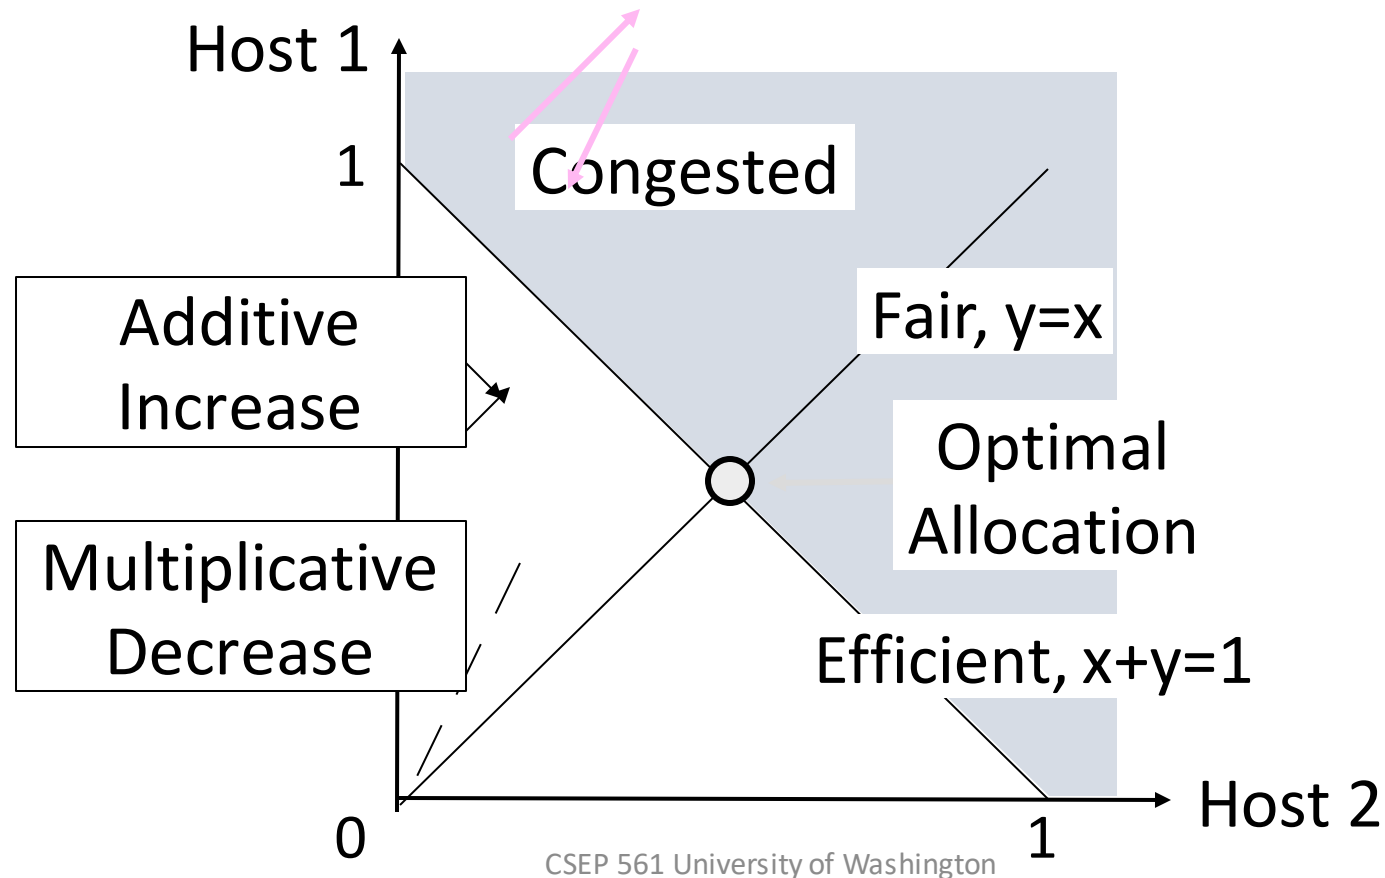 Host 1
1
Congested
Additive
Increase
Fair, y=x
Optimal
Allocation
Multiplicative
Decrease
Efficient, x+y=1
Host 2
0
1
CSEP 561 University of Washington